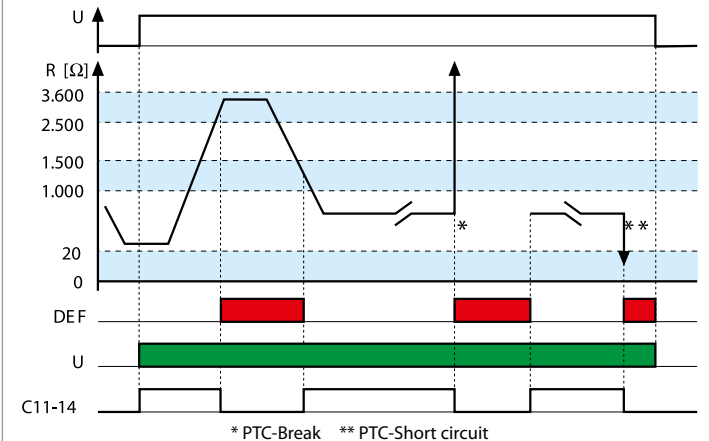 U
R [Ω]
3.600
2.500
1.500
1.000
*
* *
20
0
DEF
U
C11-14
* PTC-Break ** PTC-Short circuit